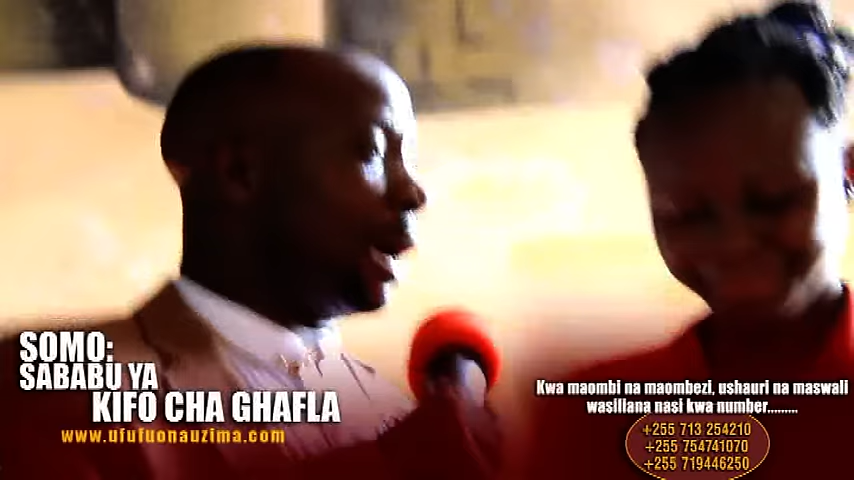 SOMO:
SABABU YA
KIFO CHA GHAFLA
www.ufufuonauzima.com
Kwa maombi na maombezi, ushauri na maswali
wasiliana nasi kwa number.........
+255 713 254210
+255 754741070
+255 719446250